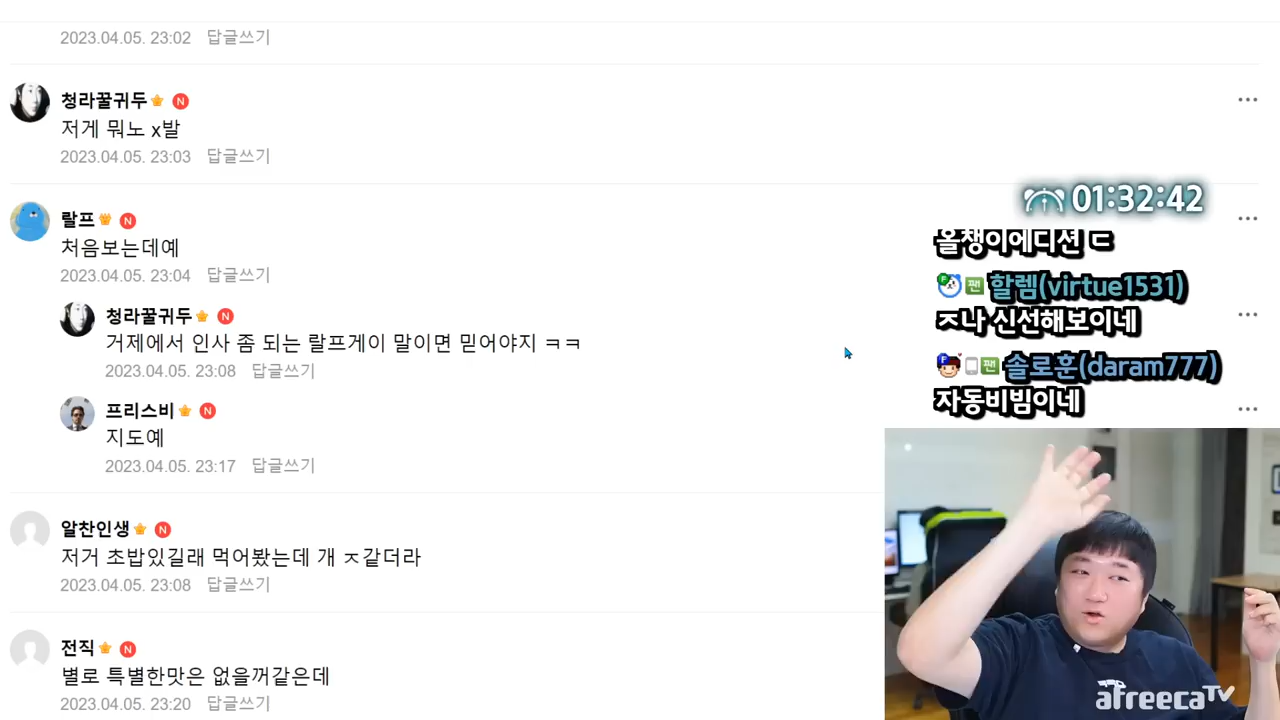 2023.04.05. 23:02 답글쓰기
청라꿀귀두 N
저게 뭐노 x발
2023.04.05. 23:03 답글쓰기
랄프 N
처음보는데예
2023.04.05. 23:04 답글쓰기
청라꿀귀두 N
거제에서 인사 좀 되는 랄프게이 말이면 믿어야지 ㅋㅋ
2023.04.05. 23:08 답글쓰기
프리스비 N
지도예
2023.04.05. 23:17 답글쓰기
알찬인생 N
저거 초밥있길래 먹어봤는데 개 ㅈ같더라
2023.04.05. 23:08 답글쓰기
전직 N
별로 특별한맛은 없을꺼같은데
2023.04.05. 23:20 답글쓰기
01:32:42
올챙이에디션 ㄷ
F 팬 할렘(virtue1531)
ㅈ나 신선해보이네
F 팬 솔로훈(daram777)
자동비빔이네
afreecaTV